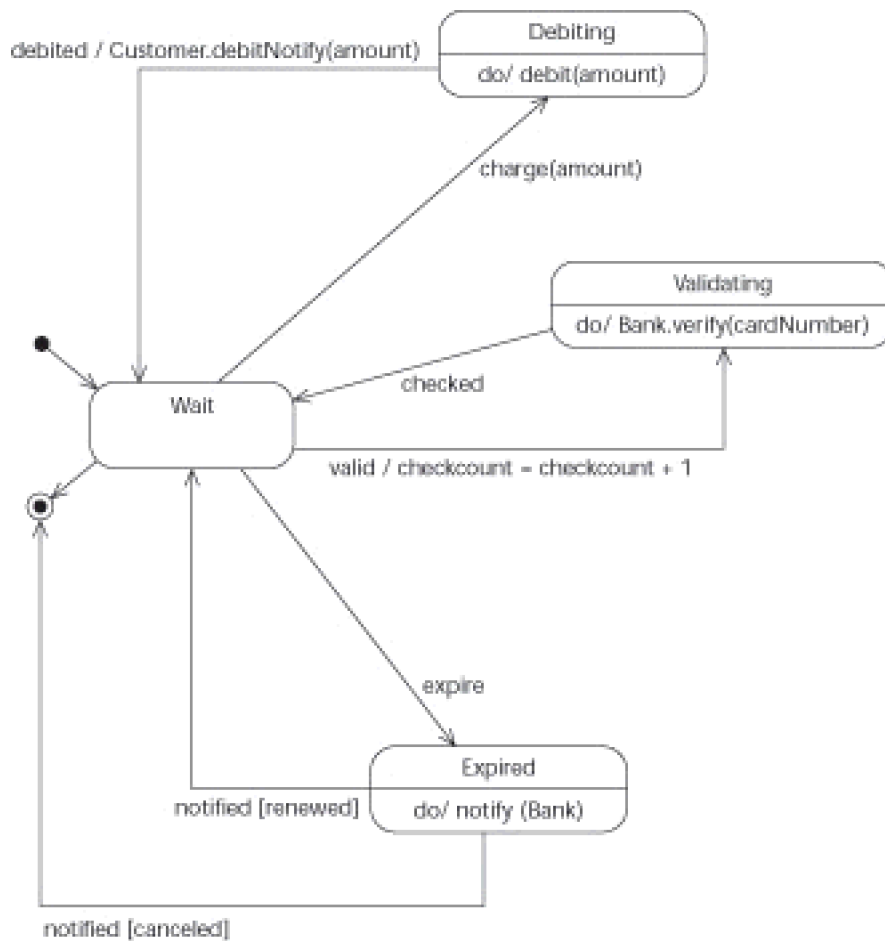 Debiting
debited / Customer.debitNotify(amount)
do/ debit(amount)
charge(amount)
Validating
do/ Bank.verify(cardNumber)
checked
Wait
valid / checkcount = checkcount + 1
expire
Expired
notified [renewed]
do/ notify (Bank)
notified [canceled]